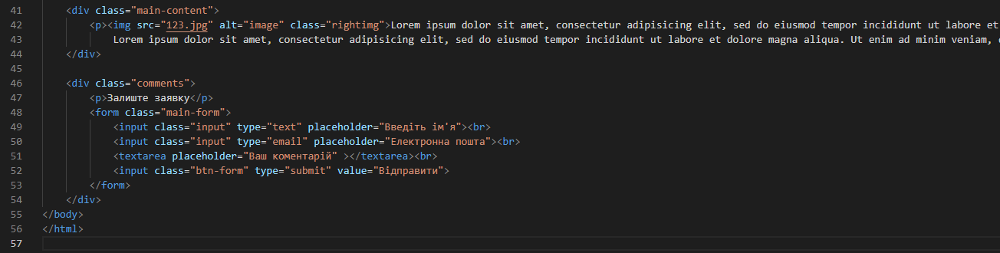 41 <div class="main-content">
42 <p><img src="123.jpg" alt="image" class="rightimg">Lorem ipsum dolor sit amet, consectetur adipisicing elit, sed do eiusmod tempor incididunt ut labore et
43 Lorem ipsum dolor sit amet, consectetur adipisicing elit, sed do eiusmod tempor incididunt ut labore et dolore magna aliqua. Ut enim ad minim veniam,
44 </div>
45
46 <div class="comments">
47 <p>Залиште заявку</p>
48 <form class="main-form">
49 <input class="input" type="text" placeholder="Введіть ім'я"><br>
50 <input class="input" type="email" placeholder="Електронна пошта"><br>
51 <textarea placeholder="Ваш коментарій" ></textarea><br>
52 <input class="btn-form" type="submit" value="Відправити">
53 </form>
54 </div>
55 </body>
56 </html>
57